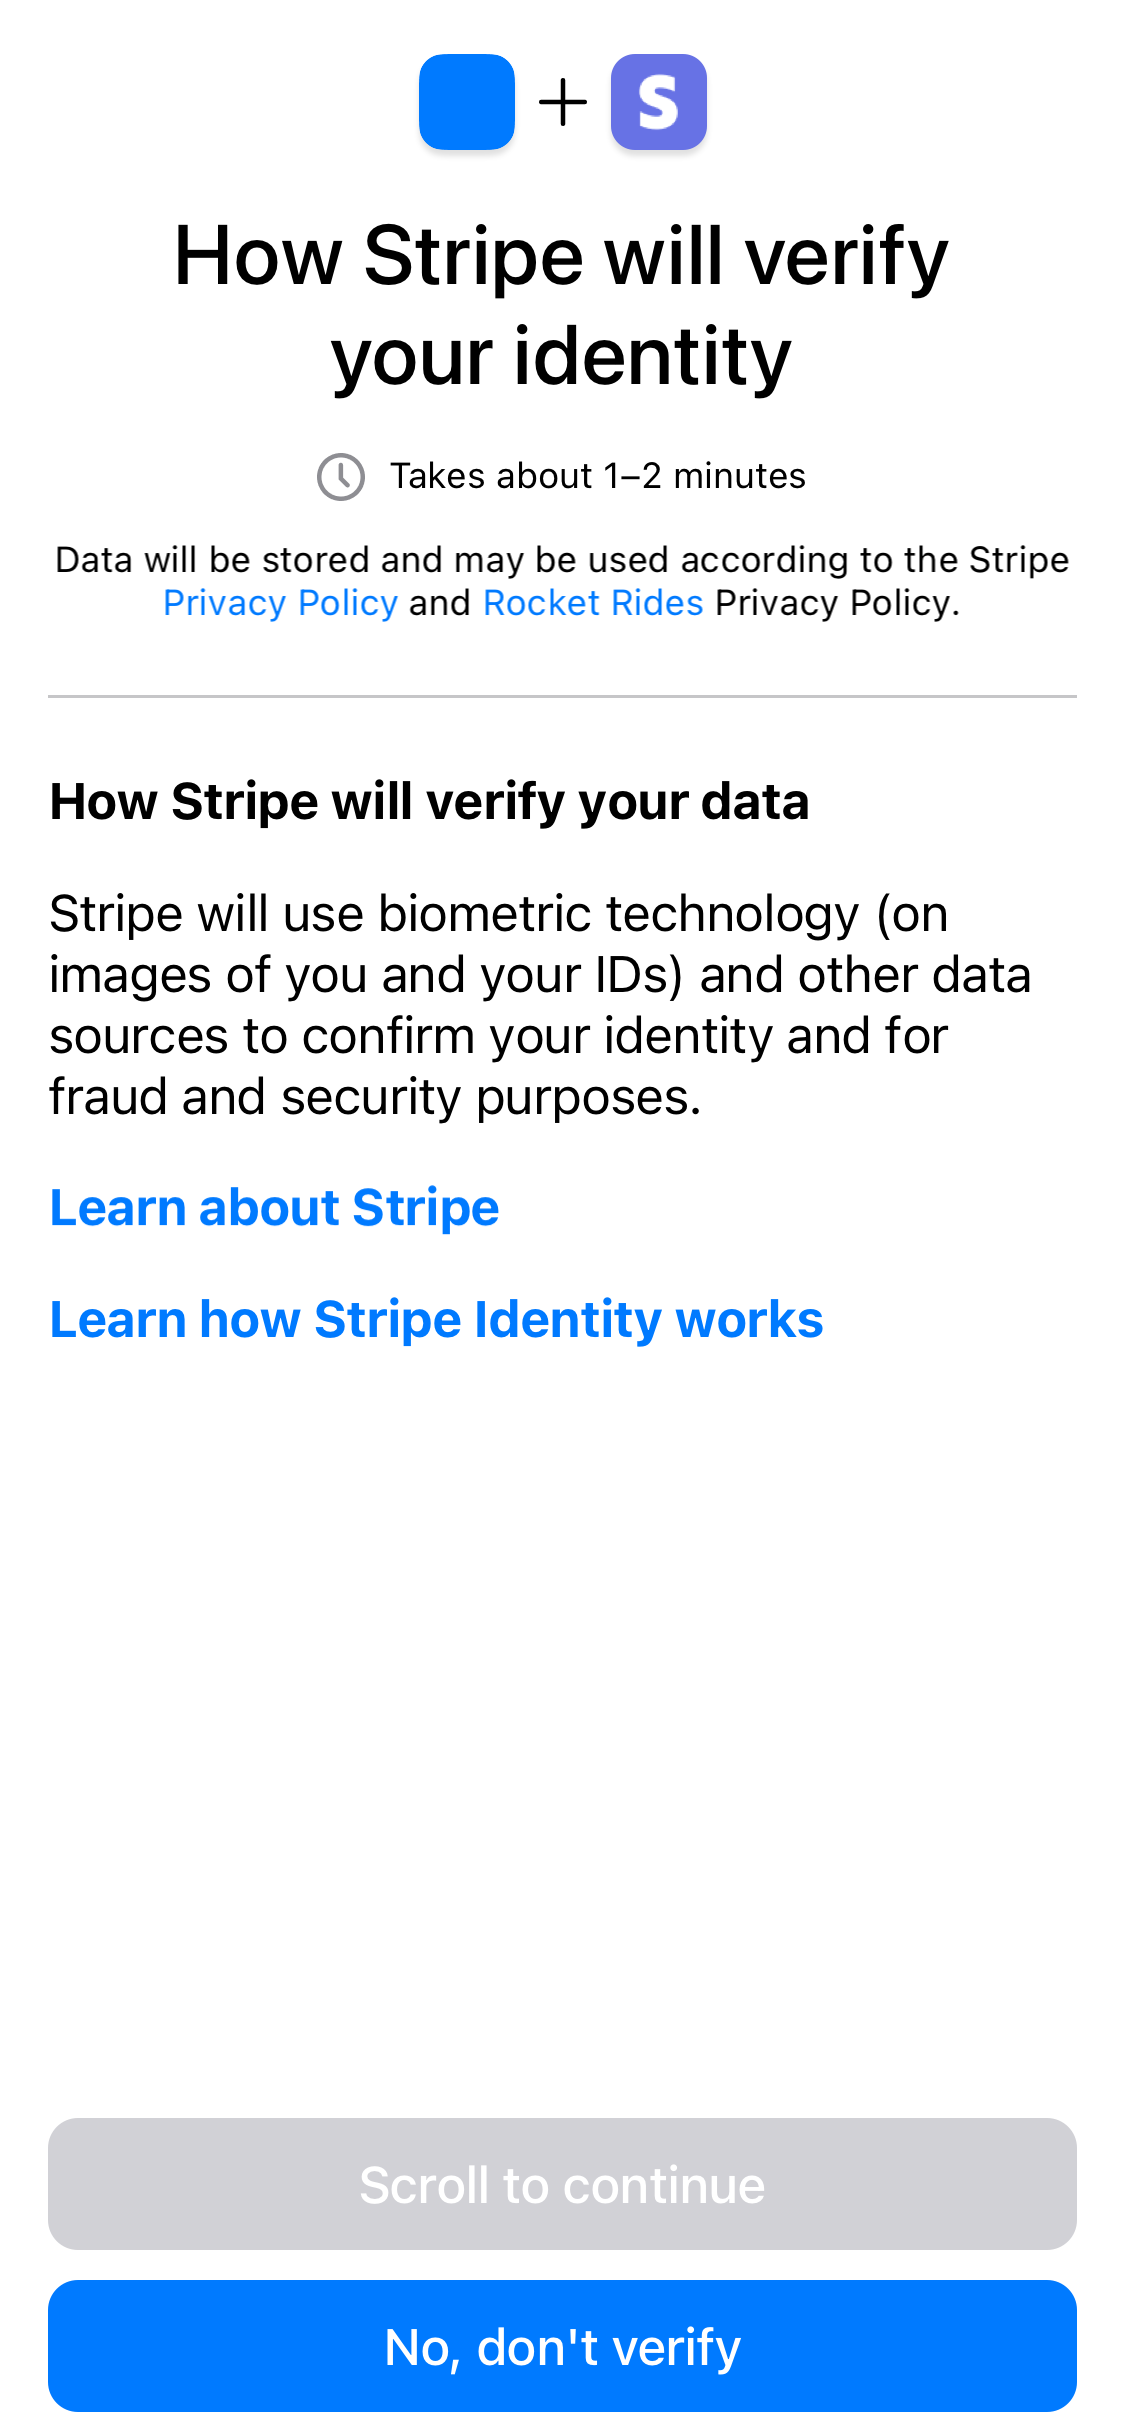 S
How Stripe will verify
your identity
Takes about 1–2 minutes
Data will be stored and may be used according to the Stripe
Privacy Policy and Rocket Rides Privacy Policy.
How Stripe will verify your data
Stripe will use biometric technology (on
images of you and your IDs) and other data
sources to confirm your identity and for
fraud and security purposes.
Learn about Stripe
Learn how Stripe Identity works
Scroll to continue
No, don't verify